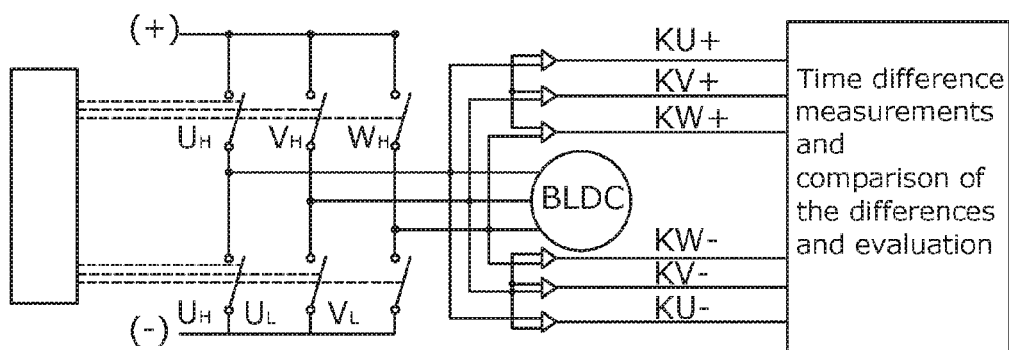 (+)
KU+
KV+
KW+
UH
VH
WH
BLDC
Time difference
measurements
and
comparison of
the differences
and evaluation
KW-
KV-
KU-
UH
UL
VL
(-)